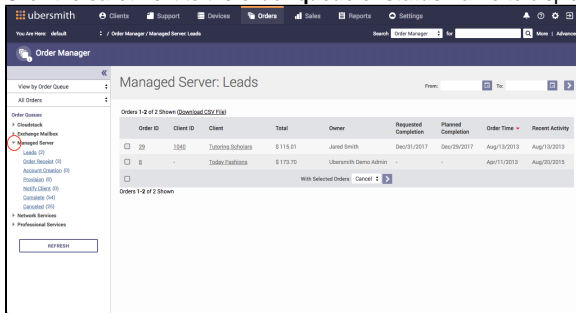 ubersmith Clients Support Devices Orders Sales Reports Settings
You Are Here: default / Order Manager / Managed Server: Leads Search Order Manager for More | Advance
Order Manager
View by Order Queue
All Orders
Order Queues
Cloudstack
Exchange Mailbox
Managed Server
Leads (2)
Order Receipt (3)
Account Creation (0)
Provision (0)
Notify Client (0)
Complete (54)
Canceled (25)
Network Services
Professional Services
REFRESH
Managed Server: Leads From: To:
Orders 1-2 of 2 Shown (Download CSV File)
Order ID Client ID Client Total Owner Requested Completion Planned Completion Order Time Recent Activity
29 1040 Tutoring Scholars $ 115.01 Jared Smith Dec/31/2017 Dec/29/2017 Aug/13/2013 Aug/13/2013
8 - Today Fashions $ 173.70 Ubersmith Demo Admin - - Apr/11/2013 Aug/20/2015
With Selected Orders Cancel
Orders 1-2 of 2 Shown